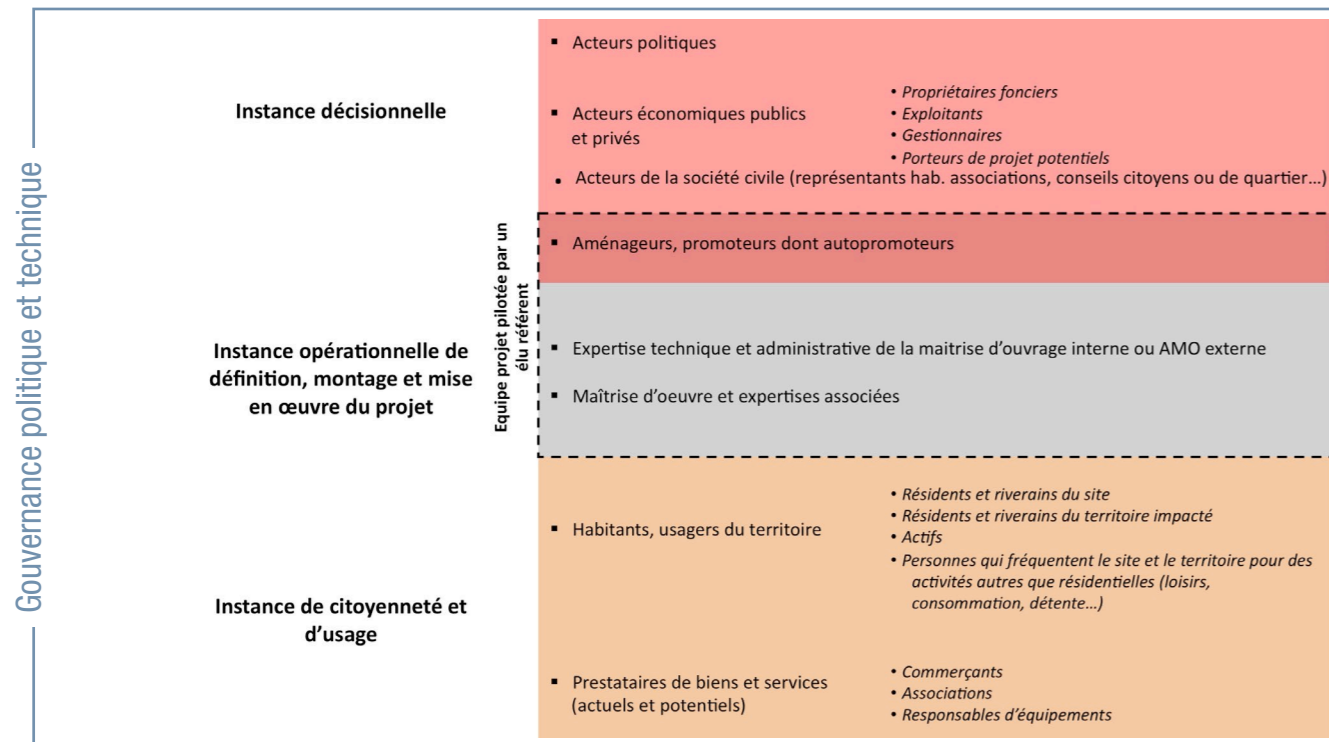 Gouvernance politique et technique
Instance décisionnelle
▪ Acteurs politiques
▪ Acteurs économiques publics
et privés
• Propriétaires fonciers
• Exploitants
• Gestionnaires
• Porteurs de projet potentiels
. Acteurs de la société civile (représentants hab. associations, conseils citoyens ou de quartier...)
Equipe projet pilotée par un
élu référent
▪ Aménageurs, promoteurs dont autopromoteurs
Instance opérationnelle de
définition, montage et mise
en œuvre du projet
▪ Expertise technique et administrative de la maitrise d'ouvrage interne ou AMO externe
▪ Maîtrise d'oeuvre et expertises associées
Instance de citoyenneté et
d'usage
▪ Habitants, usagers du territoire
• Résidents et riverains du site
• Résidents et riverains du territoire impacté
• Actifs
• Personnes qui fréquentent le site et le territoire pour des
activités autres que résidentielles (loisirs,
consommation, détente...)
▪ Prestataires de biens et services
(actuels et potentiels)
• Commerçants
• Associations
• Responsables d'équipements